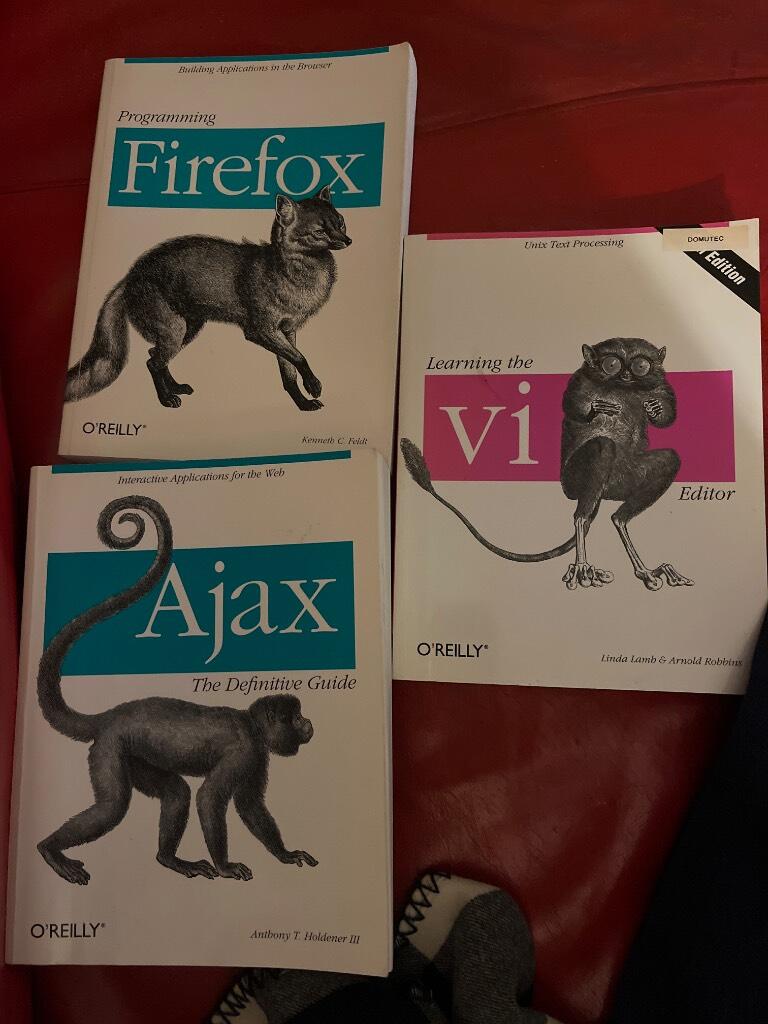 Building Applications in the Browser
Programming
Firefox
O'REILLY®
Kenneth C. Feldt
Unix Text Processing
DOMUTEC
Edition
Learning the
vi
Editor
O'REILLY®
Linda Lamb & Arnold Robbins
Interactive Applications for the Web
Ajax
The Definitive Guide
O'REILLY®
Anthony T. Holdener III